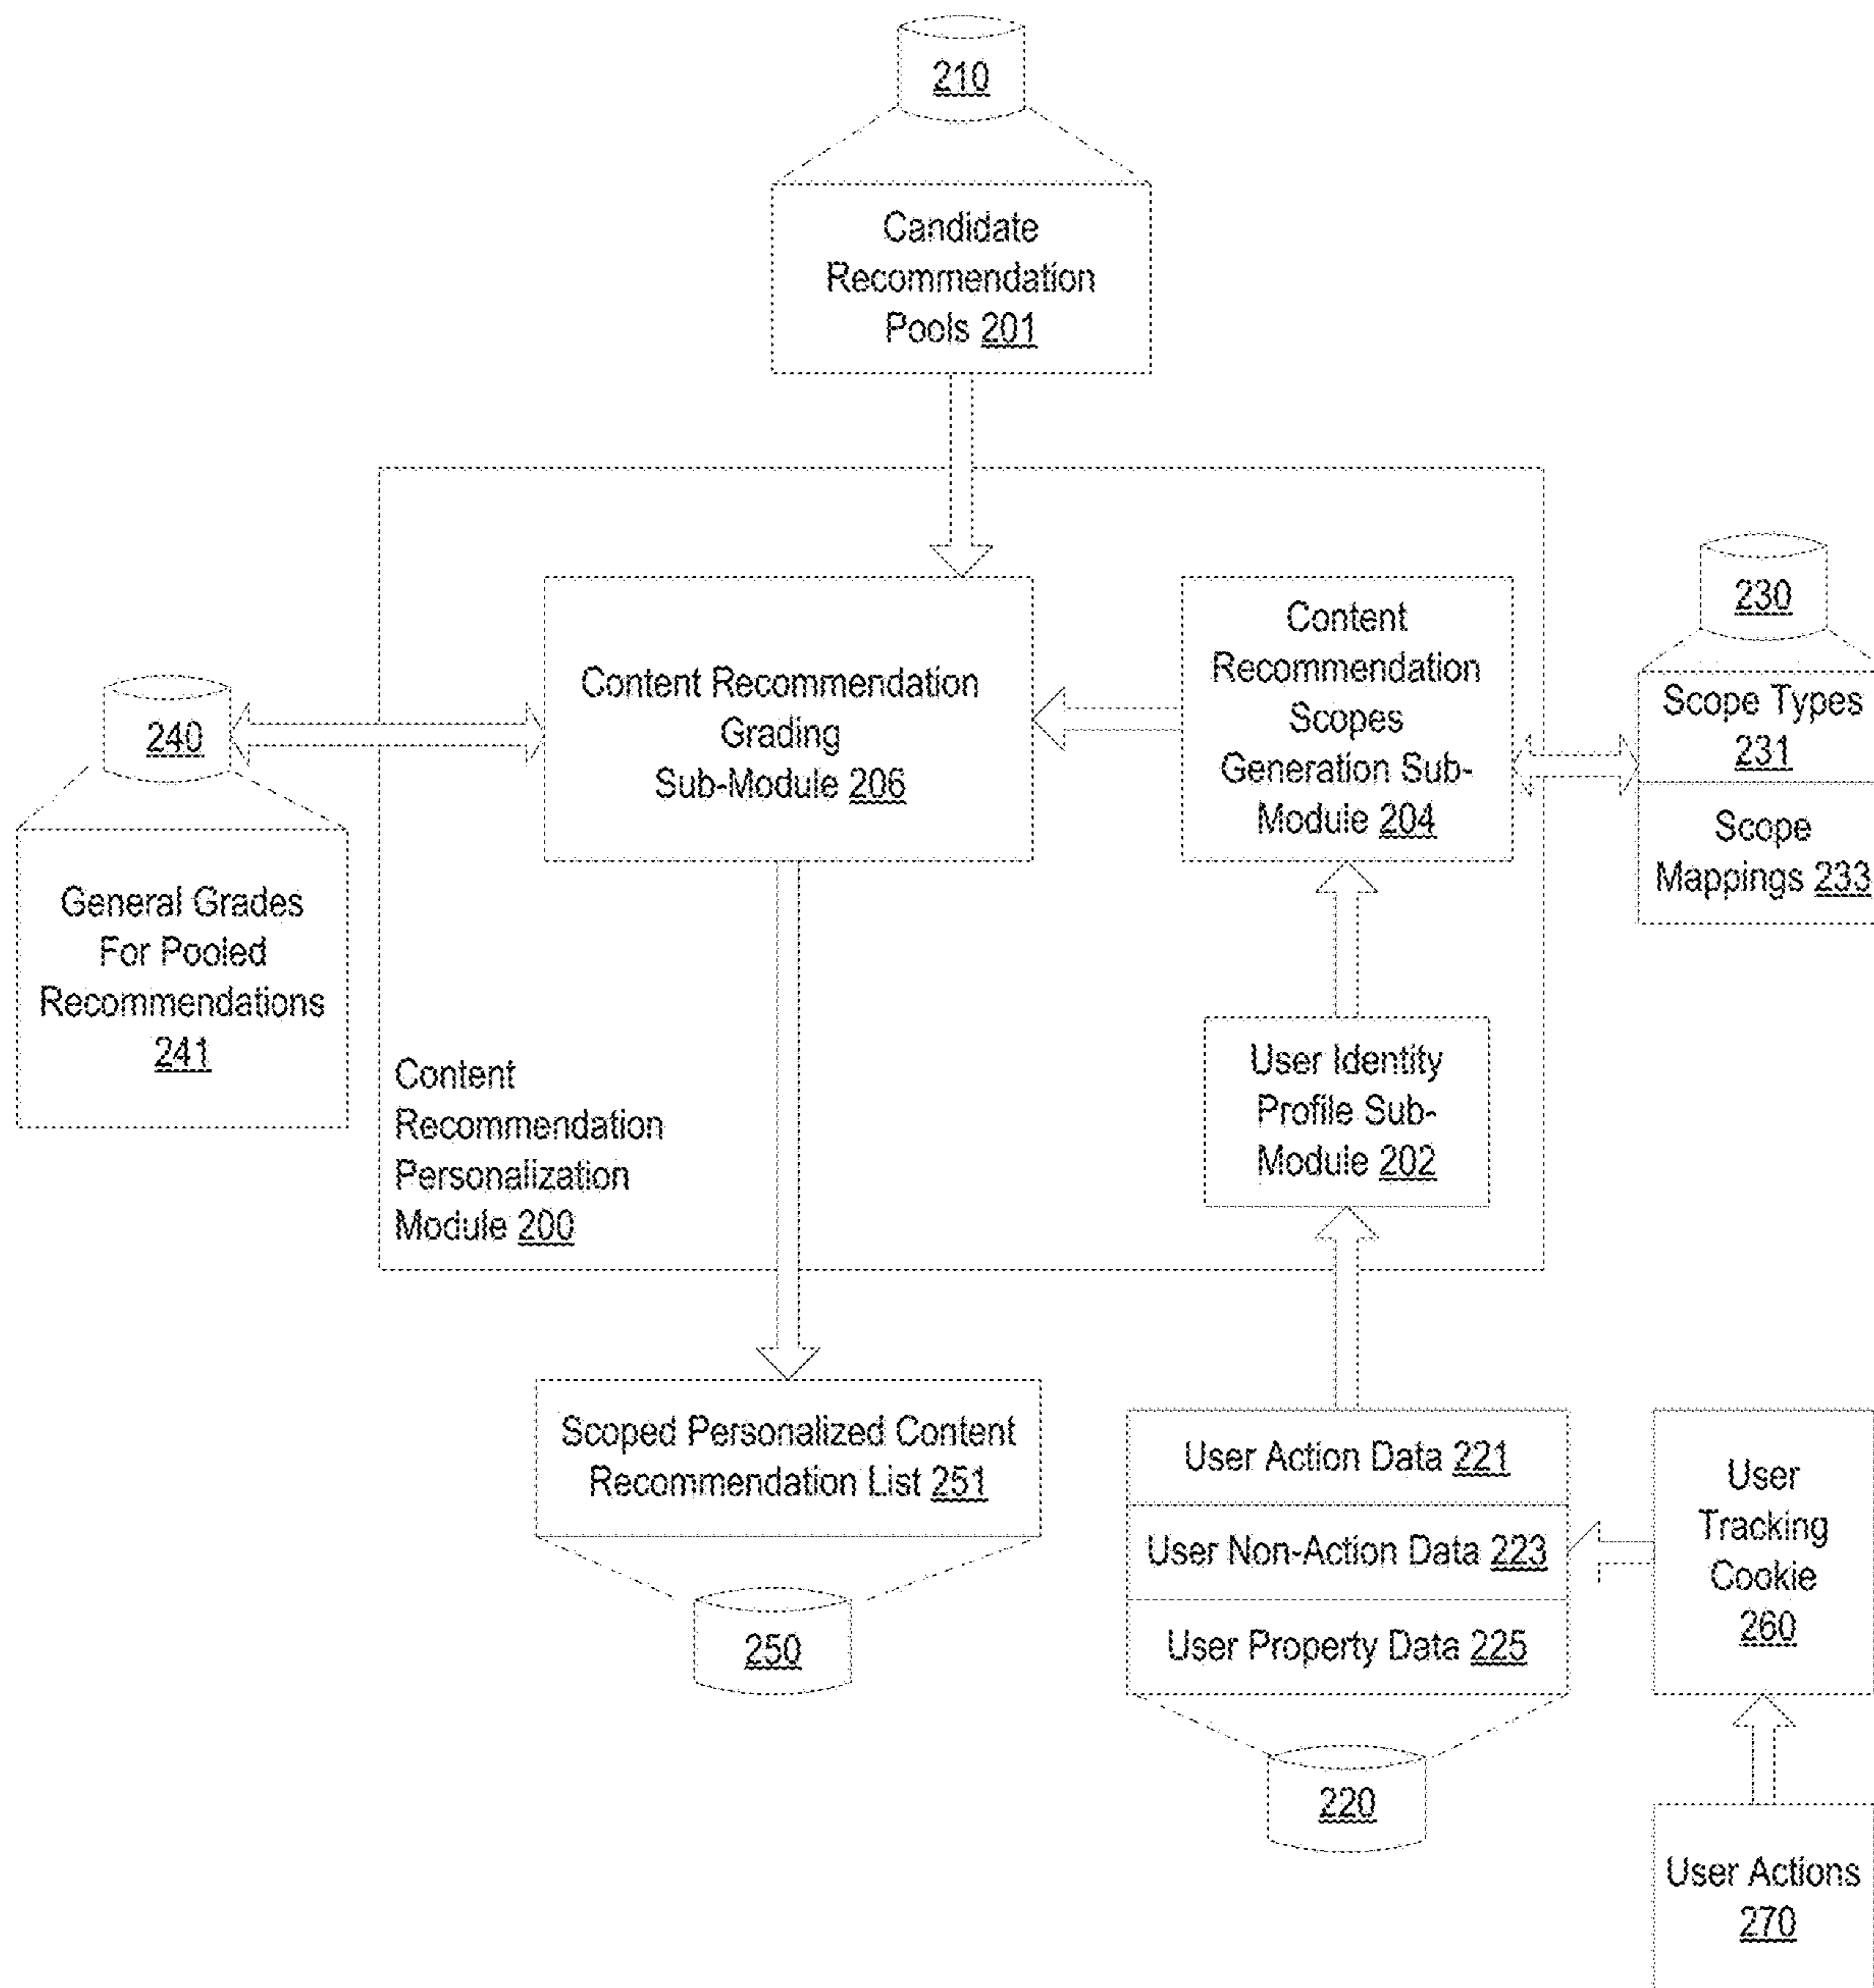 210
Candidate
Recommendation
Pools 201
230
Content
Recommendation
Scopes
Generation Sub-
Module 204
Scope Types
231
Scope
Mappings 233
Content Recommendation
Grading
Sub-Module 206
240
General Grades
For Pooled
Recommendations
241
User Identity
Profile Sub-
Module 202
Content
Recommendation
Personalization
Module 200
Scoped Personalized Content
Recommendation List 251
250
User Action Data 221
User Non-Action Data 223
User Property Data 225
220
User
Tracking
Cookie
260
User Actions
270